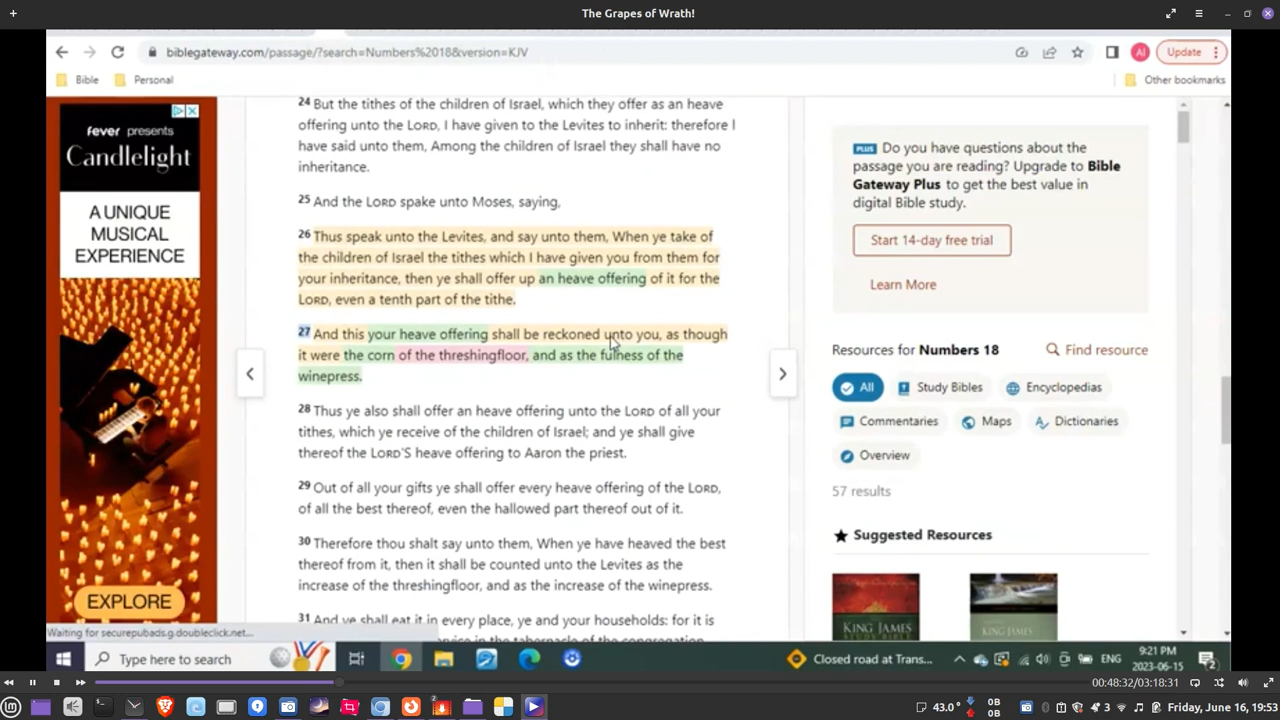 The Grapes of Wrath!
biblegateway.com/passage/?search=Numbers%2018&version=KJV
AI
Update
Bible
Personal
Other bookmarks
fever presents
Candlelight
A UNIQUE
MUSICAL
EXPERIENCE
EXPLORE
24 But the tithes of the children of Israel, which they offer as an heave
offering unto the LORD, I have given to the Levites to inherit: therefore I
have said unto them, Among the children of Israel they shall have no
inheritance.
25 And the LORD spake unto Moses, saying,
26 Thus speak unto the Levites, and say unto them, When ye take of
the children of Israel the tithes which I have given you from them for
your inheritance, then ye shall offer up an heave offering of it for the
LORD, even a tenth part of the tithe.
27 And this your heave offering shall be reckoned unto you, as though
it were the corn of the threshingfloor, and as the fulness of the
winepress.
28 Thus ye also shall offer an heave offering unto the LORD of all your
tithes, which ye receive of the children of Israel; and ye shall give
thereof the LORD'S heave offering to Aaron the priest.
29 Out of all your gifts ye shall offer every heave offering of the LORD,
of all the best thereof, even the hallowed part thereof out of it.
30 Therefore thou shalt say unto them, When ye have heaved the best
thereof from it, then it shall be counted unto the Levites as the
increase of the threshingfloor, and as the increase of the winepress.
31 And ye shall eat it in every place, ye and your households: for it is
service in the tabernacle of the congregation
PLUS Do you have questions about the
passage you are reading? Upgrade to Bible
Gateway Plus to get the best value in
digital Bible study.
Start 14-day free trial
Learn More
Resources for Numbers 18
Find resource
All
Study Bibles
Encyclopedias
Commentaries
Maps
Dictionaries
Overview
57 results
Suggested Resources
KING JAMES
KING JAMES
Waiting for securepubads.g.doubleclick.net...
Type here to search
Closed road at Trans...
ENG
9:21 PM
2023-06-15
2
00:48:32/03:18:31
43.0°
0B
0B
3
Friday, June 16, 19:53